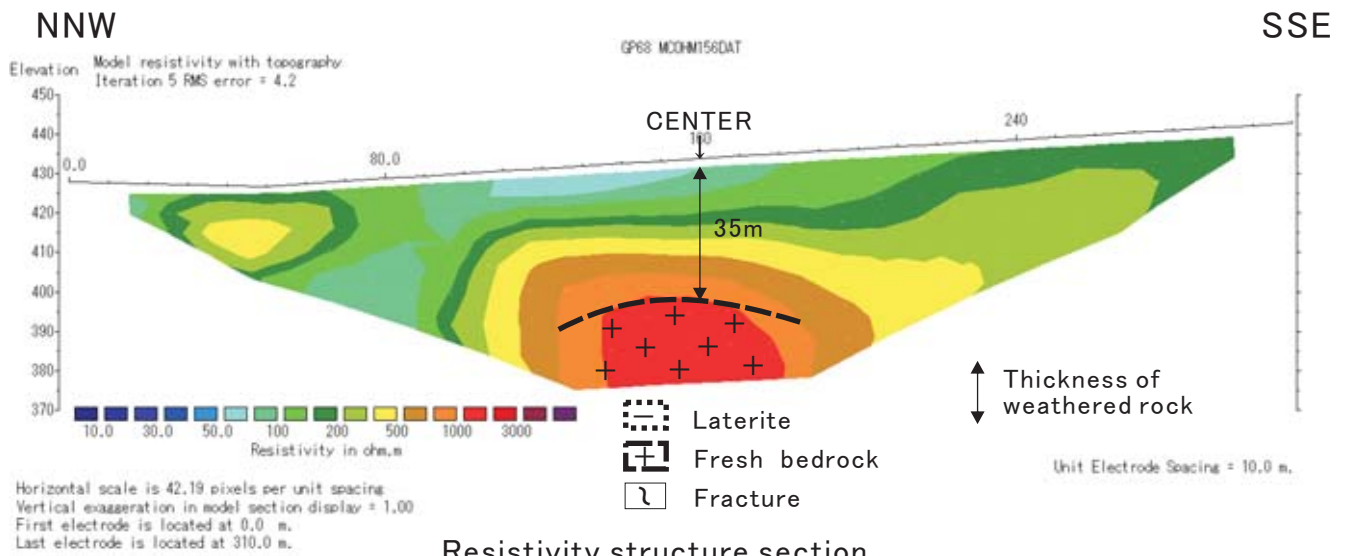 NNW
SSE
GP68 MCOHM156DAT
Model resistivity with topography
Elevation
Iteration 5 RMS error = 4.2
450
440
430
420
410
400
390
380
370
CENTER
0.0
80.0
160
240
35m
10.0
30.0
50.0
100
200
500
1000
3000
Resistivity in ohm.m
Thickness of
weathered rock
Laterite
Fresh bedrock
Fracture
Unit Electrode Spacing = 10.0 m.
Horizontal scale is 42.19 pixels per unit spacing
Vertical exaggeration in model section display = 1.00
First electrode is located at 0.0 m.
Last electrode is located at 310.0 m.
Resistivity structure section